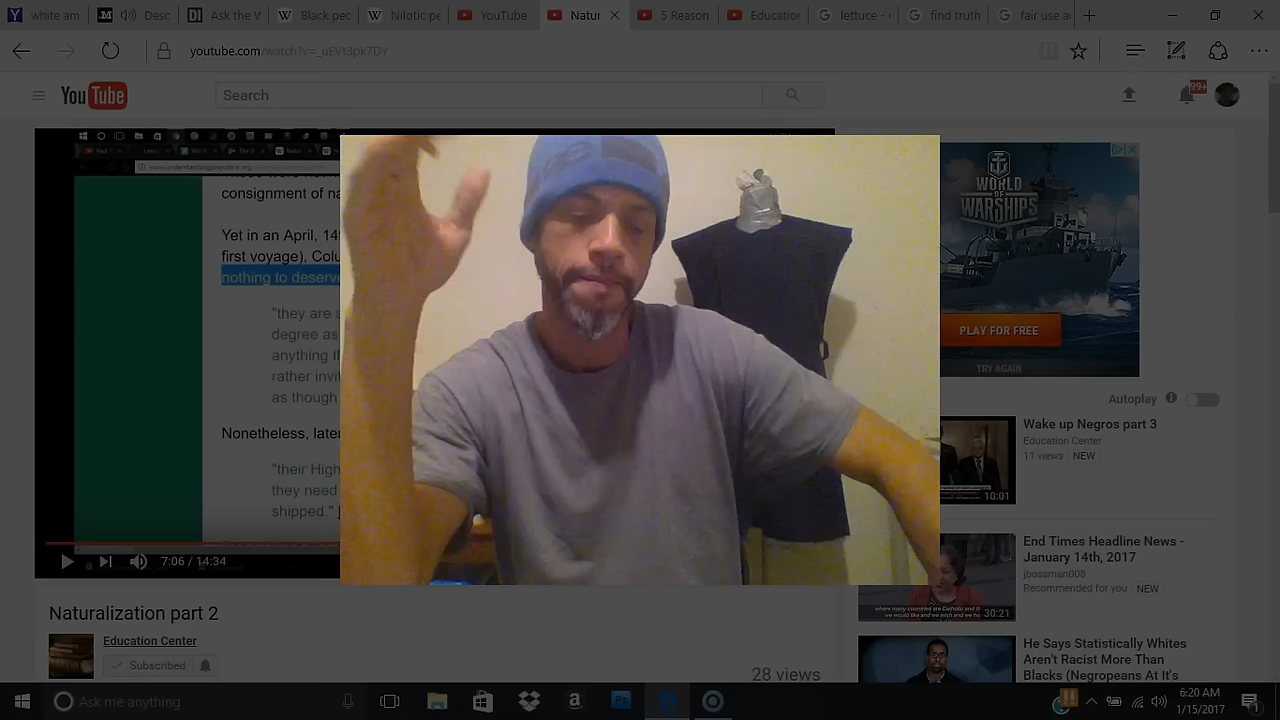 white am
Desc
Ask the W
Black pec
Nilotic pe
YouTube
Natur
5 Reason
Education
lettuce -
find truth
fair use a
youtube.com/watch?v=_uEVt3pk7DY
YouTube
Search
99+
consignment of na
Yet in an April, 14
first voyage), Colu
nothing to deserve
"they are a
degree as
anything t
rather invi
as though
Nonetheless, later
"their High
they need
shipped."
7:06 / 14:34
Naturalization part 2
Education Center
Subscribed
28 views
WORLD
OF
WARSHIPS
PLAY FOR FREE
TRY AGAIN
Autoplay
Wake up Negros part 3
Education Center
11 views NEW
10:01
End Times Headline News -
January 14th, 2017
jbossman008
Recommended for you NEW
30:21
He Says Statistically Whites
Aren't Racist More Than
Blacks (Negropeans At It's
Ask me anything
6:20 AM
1/15/2017